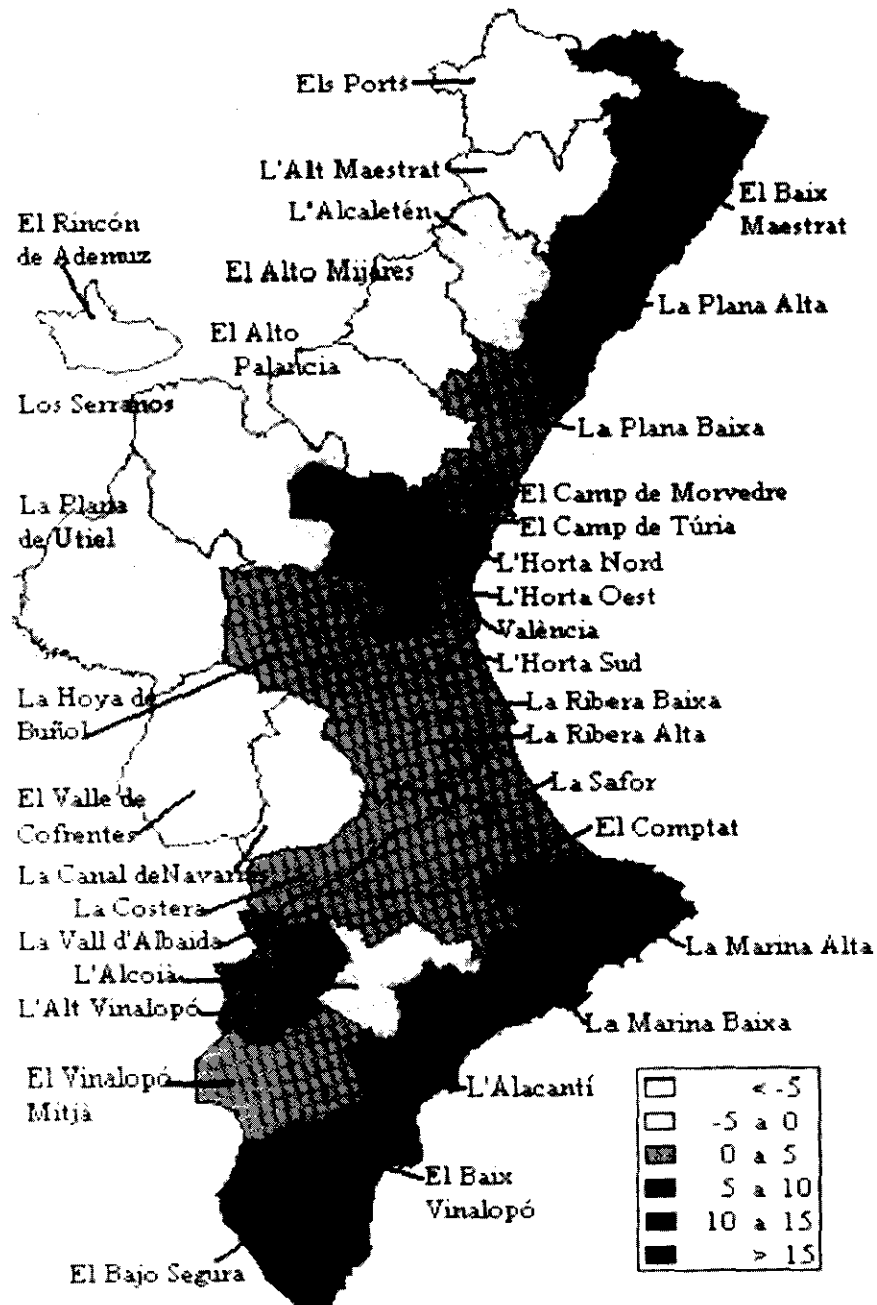 Els Ports
L'Alt Maestrat
L'Alcaletén
El Baix
Maestrat
El Rincón
de Ademuz
El Alto Mijares
La Plana Alta
El Alto
Palancia
Los Serranos
La Plana Baixa
La Plana
de Utiel
El Camp de Morvedre
El Camp de Túria
L'Horta Nord
L'Horta Oest
València
L'Horta Sud
La Hoya de
Buñol
La Ribera Baixa
La Ribera Alta
La Safor
El Valle de
Cofrentes
El Comptat
La Canal de Navarrés
La Costera
La Vall d'Albaida
L'Alcoià
L'Alt Vinalopó
La Marina Alta
La Marina Baixa
El Vinalopó
Mitjà
L'Alacantí
El Baix
Vinalopó
El Bajo Segura
< -5
-5 a 0
0 a 5
5 a 10
10 a 15
> 15